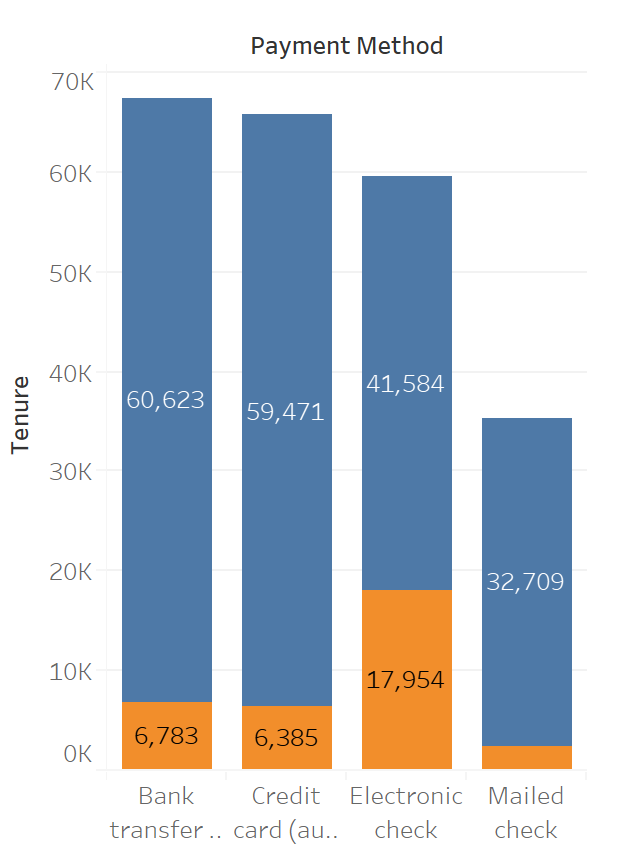 Payment Method
70K
60K
50K
40K
30K
20K
10K
0K
Tenure
60,623
59,471
41,584
32,709
6,783
6,385
17,954
Bank
transfer ..
Credit
card (au..
Electronic
check
Mailed
check